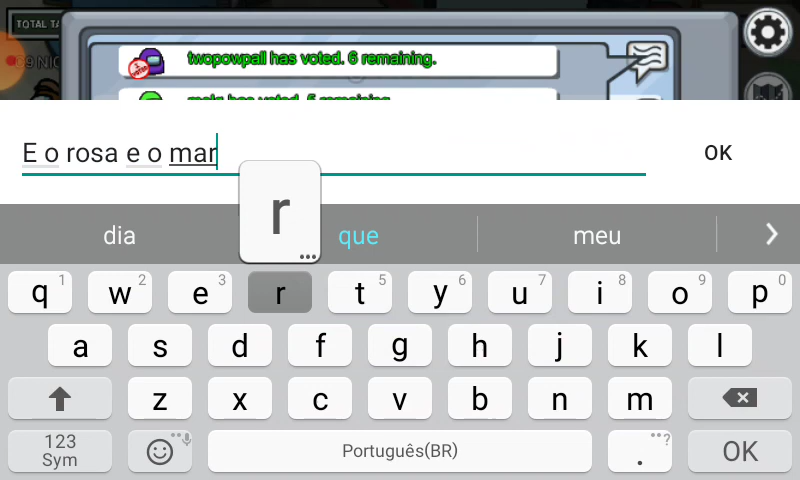 TOTAL TA
twopowpall has voted. 6 remaining.
E o rosa e o mar
OK
r
dia
que
meu
q 1 w 2 e 3 r t 5 y 6 u 7 i 8 o 9 p 0
a s d f g h j k l
z x c v b n m
123
Sym
Português(BR)
. ?
OK